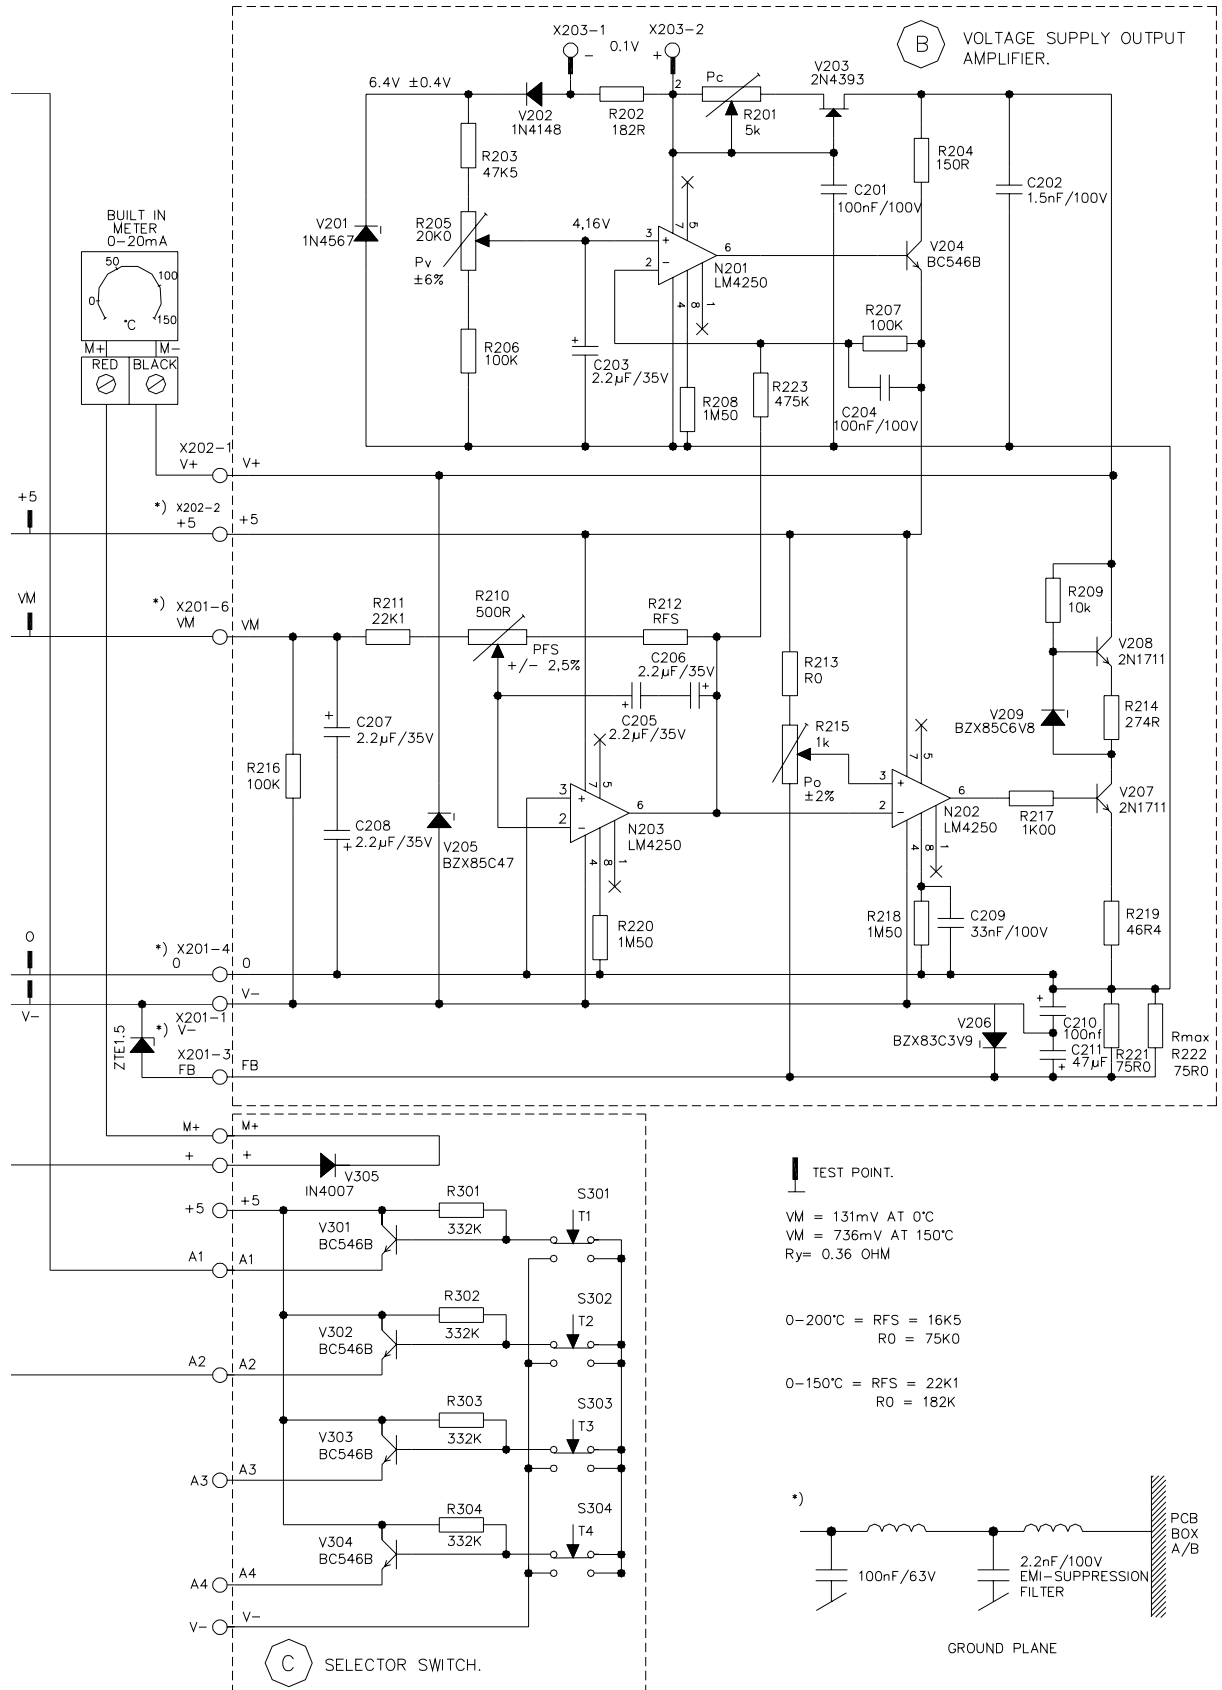 X203-1
X203-2
0.1V
-
+
2
B
VOLTAGE SUPPLY OUTPUT
AMPLIFIER.
6.4V ±0.4V
V202
1N4148
R202
182R
Pc
R201
5k
V203
2N4393
R203
47K5
R204
150R
C201
100nF/100V
C202
1.5nF/100V
BUILT IN
METER
0-20mA
50
100
0
150
°C
M+
M-
RED
BLACK
V201
1N4567
R205
20K0
Pv
±6%
4,16V
3
2
+
-
7
5
6
4
8
1
N201
LM4250
V204
BC546B
R206
100K
C203
2.2µF/35V
+
R207
100K
R208
1M50
R223
475K
C204
100nF/100V
X202-1
V+
V+
+5
*) X202-2
+5
+5
VM
*) X201-6
VM
VM
R211
22K1
R210
500R
R212
RFS
PFS
+/- 2,5%
C206
2.2µF/35V
+
+
C205
2.2µF/35V
R209
10k
V208
2N1711
R213
R0
R215
1k
Po
±2%
V209
BZX85C6V8
R214
274R
+
C207
2.2µF/35V
R216
100K
C208
2.2µF/35V
+
V205
BZX85C47
3
2
+
-
7
5
6
4
8
1
N203
LM4250
3
2
+
-
7
5
6
4
8
1
N202
LM4250
R217
1K00
V207
2N1711
R220
1M50
R218
1M50
C209
33nF/100V
R219
46R4
0
*) X201-4
0
0
V-
V-
X201-1
*) V-
ZTE1.5
X201-3
FB
FB
V206
BZX83C3V9
+
C210
100nf
C211
47µF
+
R221
75R0
Rmax
R222
75R0
M+
M+
+
+
V305
IN4007
+5
+5
R301
332K
V301
BC546B
S301
T1
A1
A1
R302
332K
V302
BC546B
S302
T2
A2
A2
R303
332K
V303
BC546B
S303
T3
A3
A3
R304
332K
V304
BC546B
S304
T4
A4
A4
V-
V-
C
SELECTOR SWITCH.
TEST POINT.
VM = 131mV AT 0°C
VM = 736mV AT 150°C
Ry= 0.36 OHM
0-200°C = RFS = 16K5
R0 = 75K0
0-150°C = RFS = 22K1
R0 = 182K
*)
100nF/63V
2.2nF/100V
EMI-SUPPRESSION
FILTER
PCB
BOX
A/B
GROUND PLANE